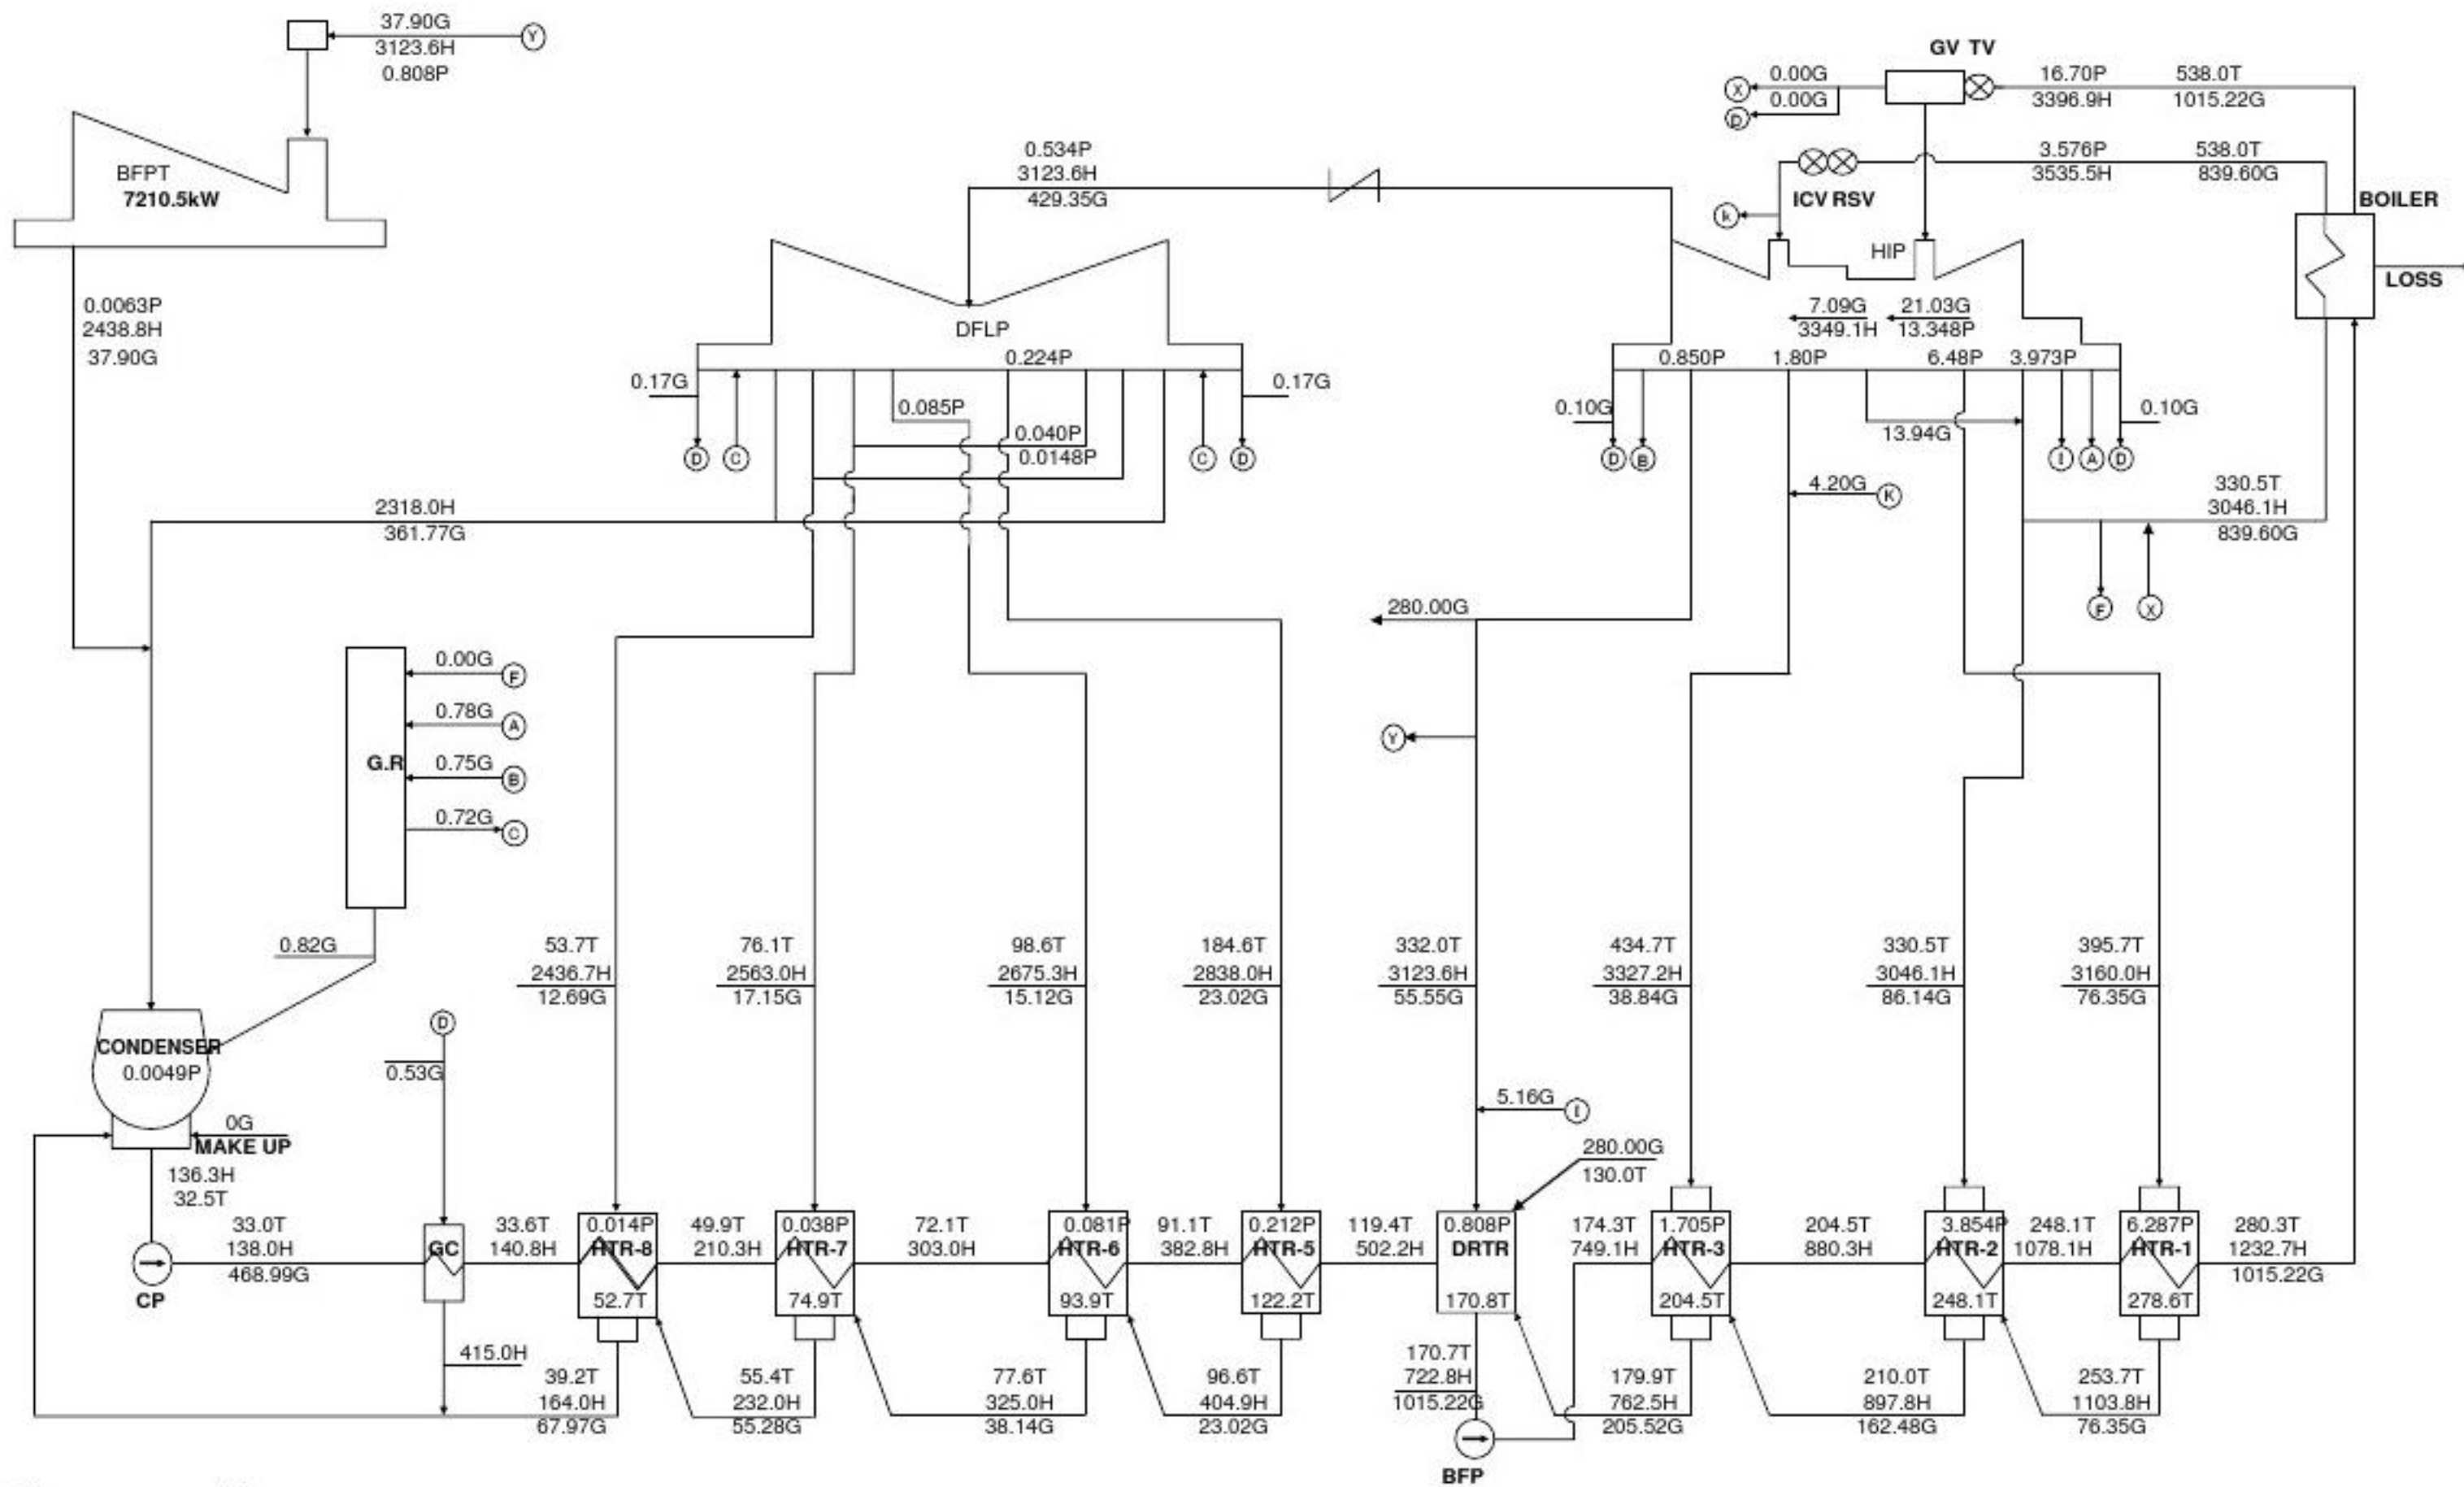 37.90G
3123.6H
0.808P
Y
BFPT
7210.5kW
0.0063P
2438.8H
37.90G
0.534P
3123.6H
429.35G
DFLP
0.224P
0.17G
0.17G
0.085P
0.040P
0.0148P
D
C
C
D
2318.0H
361.77G
GV TV
0.00G
X
0.00G
D
16.70P
538.0T
3396.9H
1015.22G
3.576P
538.0T
3535.5H
839.60G
ICV RSV
k
BOILER
LOSS
HIP
7.09G
21.03G
3349.1H
13.348P
0.850P
1.80P
6.48P
3.973P
0.10G
0.10G
13.94G
D
B
I
A
D
4.20G
K
330.5T
3046.1H
839.60G
F
X
280.00G
Y
0.00G
F
0.78G
A
G.R
0.75G
B
0.72G
C
0.82G
53.7T
2436.7H
12.69G
76.1T
2563.0H
17.15G
98.6T
2675.3H
15.12G
184.6T
2838.0H
23.02G
332.0T
3123.6H
55.55G
434.7T
3327.2H
38.84G
330.5T
3046.1H
86.14G
395.7T
3160.0H
76.35G
D
0.53G
CONDENSER
0.0049P
0G
MAKE UP
136.3H
32.5T
5.16G
I
280.00G
130.0T
33.0T
138.0H
468.99G
CP
GC
33.6T
140.8H
0.014P
HTR-8
52.7T
49.9T
210.3H
0.038P
HTR-7
74.9T
72.1T
303.0H
0.081P
HTR-6
93.9T
91.1T
382.8H
0.212P
HTR-5
122.2T
119.4T
502.2H
0.808P
DRTR
170.8T
174.3T
749.1H
1.705P
HTR-3
204.5T
204.5T
880.3H
3.854P
HTR-2
248.1T
248.1T
1078.1H
6.287P
HTR-1
278.6T
280.3T
1232.7H
1015.22G
415.0H
39.2T
164.0H
67.97G
55.4T
232.0H
55.28G
77.6T
325.0H
38.14G
96.6T
404.9H
23.02G
170.7T
722.8H
1015.22G
BFP
179.9T
762.5H
205.52G
210.0T
897.8H
162.48G
253.7T
1103.8H
76.35G